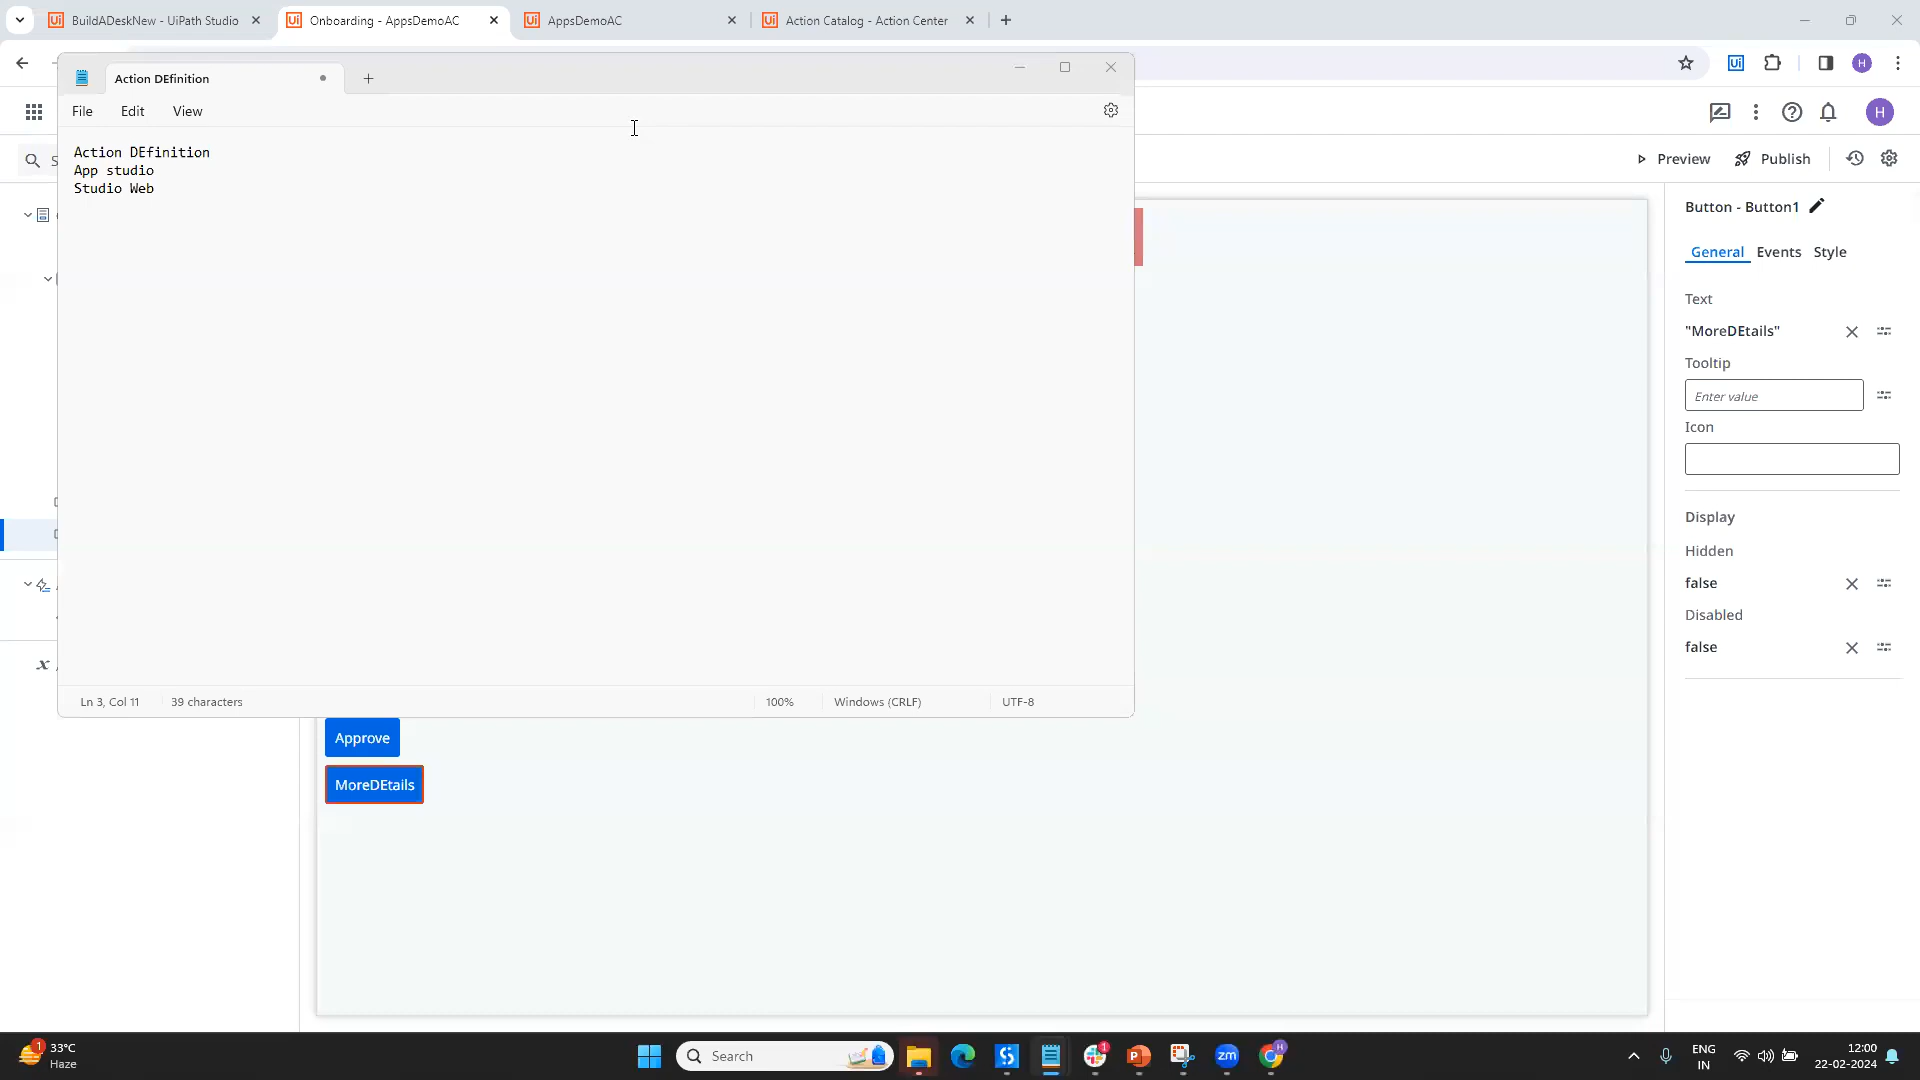 BuildADeskNew - UiPath Studio
Onboarding - AppsDemoAC
AppsDemoAC
Action Catalog - Action Center
Action DEfinition
File Edit View
Action DEfinition
App studio
Studio Web
Ln 3, Col 11
39 characters
100%
Windows (CRLF)
UTF-8
Approve
MoreDEtails
H
H
Preview
Publish
Button - Button1
General Events Style
Text
"MoreDEtails"
Tooltip
Enter value
Icon
Display
Hidden
false
Disabled
false
1
33°C
Haze
Search
1
zm
H
ENG
IN
12:00
22-02-2024